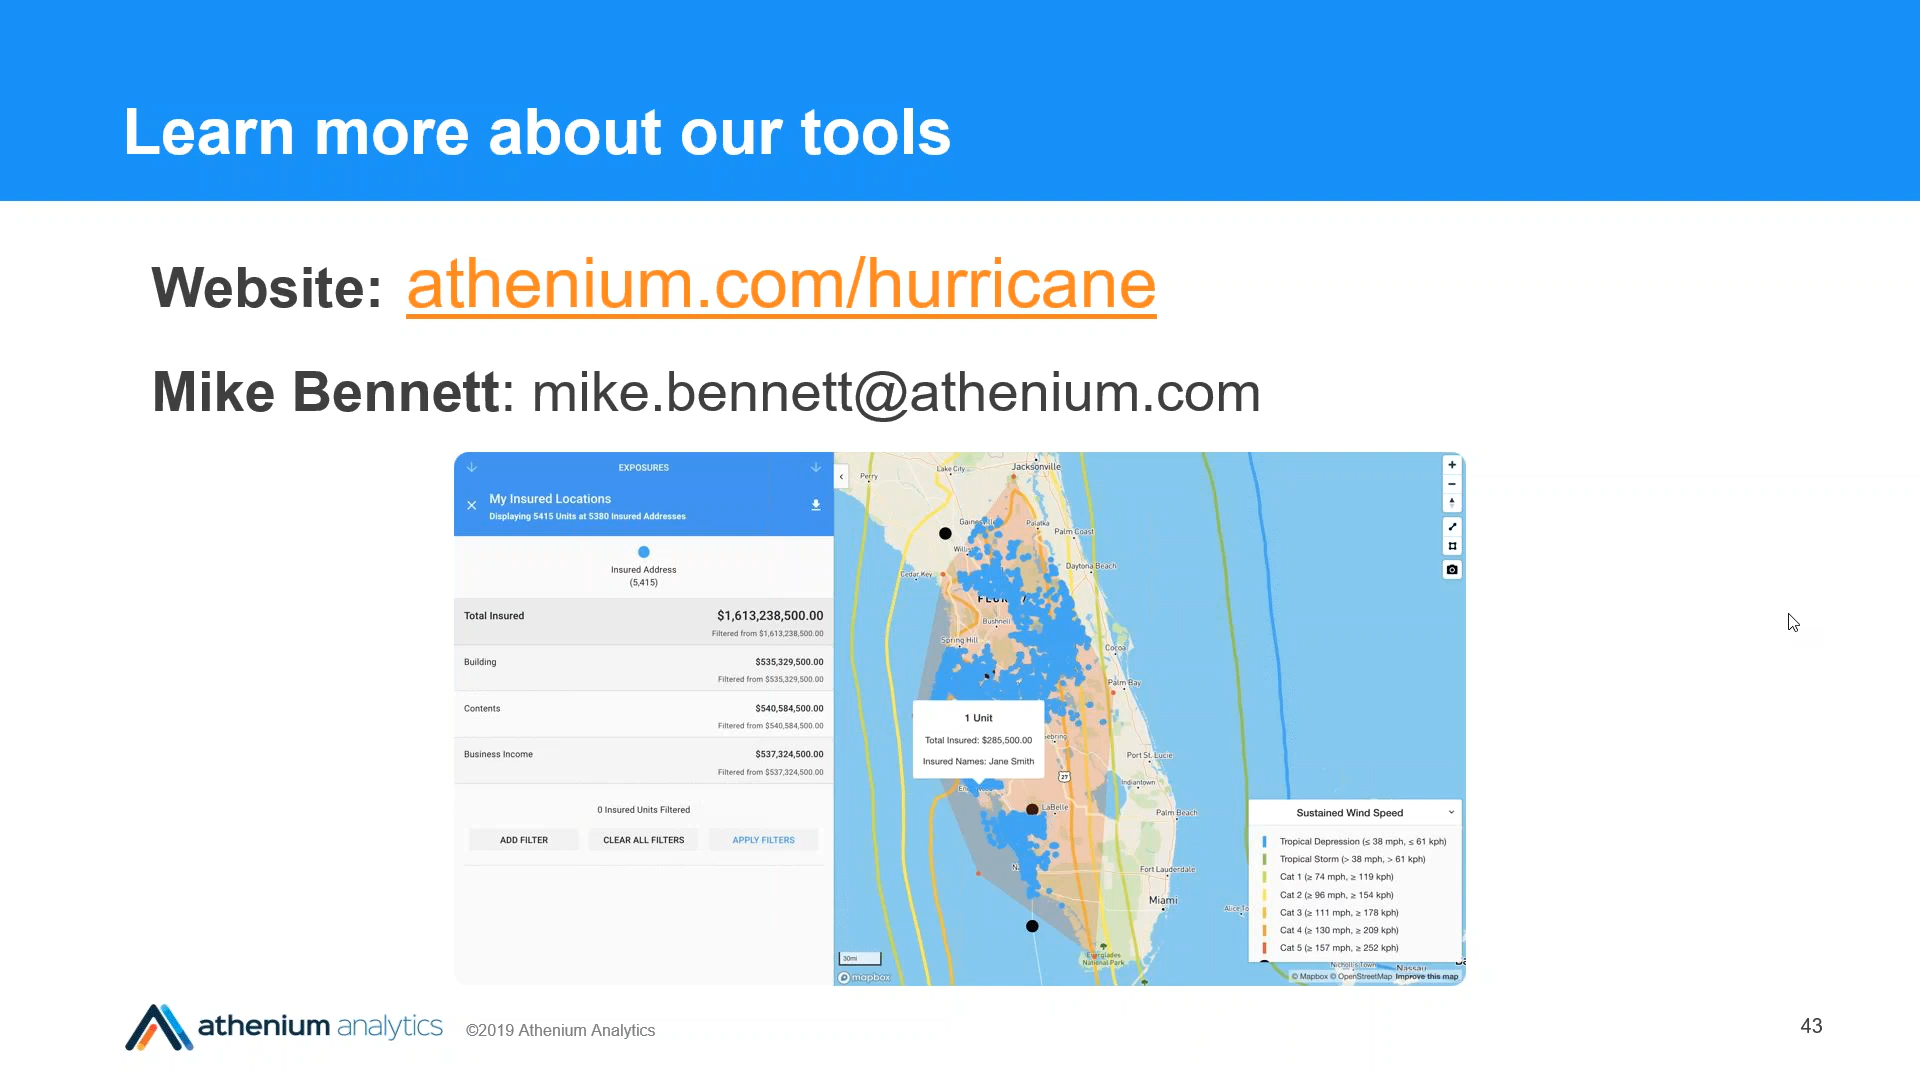 Learn more about our tools
Website: athenium.com/hurricane
Mike Bennett: mike.bennett@athenium.com
EXPOSURES
My Insured Locations
Displaying 5415 Units at 5380 Insured Addresses
Insured Address
(5,415)
Total Insured $1,613,238,500.00
Filtered from $1,613,238,500.00
Building $535,329,500.00
Filtered from $535,329,500.00
Contents $540,584,500.00
Filtered from $540,584,500.00
Business Income $537,324,500.00
Filtered from $537,324,500.00
0 Insured Units Filtered
ADD FILTER CLEAR ALL FILTERS APPLY FILTERS
Perry
Lake City
Jacksonville
Palatka
Palm Coast
Cedar Key
Daytona Beach
Bushnell
Spring Hill
Cocoa
Palm Bay
1 Unit
Total Insured: $285,500.00
Insured Names: Jane Smith
Port St. Lucie
27
Indiantown
LaBelle
Palm Beach
Fort Lauderdale
Miami
Everglades
National Park
30mi
mapbox
Sustained Wind Speed
Tropical Depression (≤ 38 mph, ≤ 61 kph)
Tropical Storm (> 38 mph, > 61 kph)
Cat 1 (≥ 74 mph, ≥ 119 kph)
Cat 2 (≥ 96 mph, ≥ 154 kph)
Cat 3 (≥ 111 mph, ≥ 178 kph)
Cat 4 (≥ 130 mph, ≥ 209 kph)
Cat 5 (≥ 157 mph, ≥ 252 kph)
© Mapbox © OpenStreetMap Improve this map
athenium analytics
©2019 Athenium Analytics
43